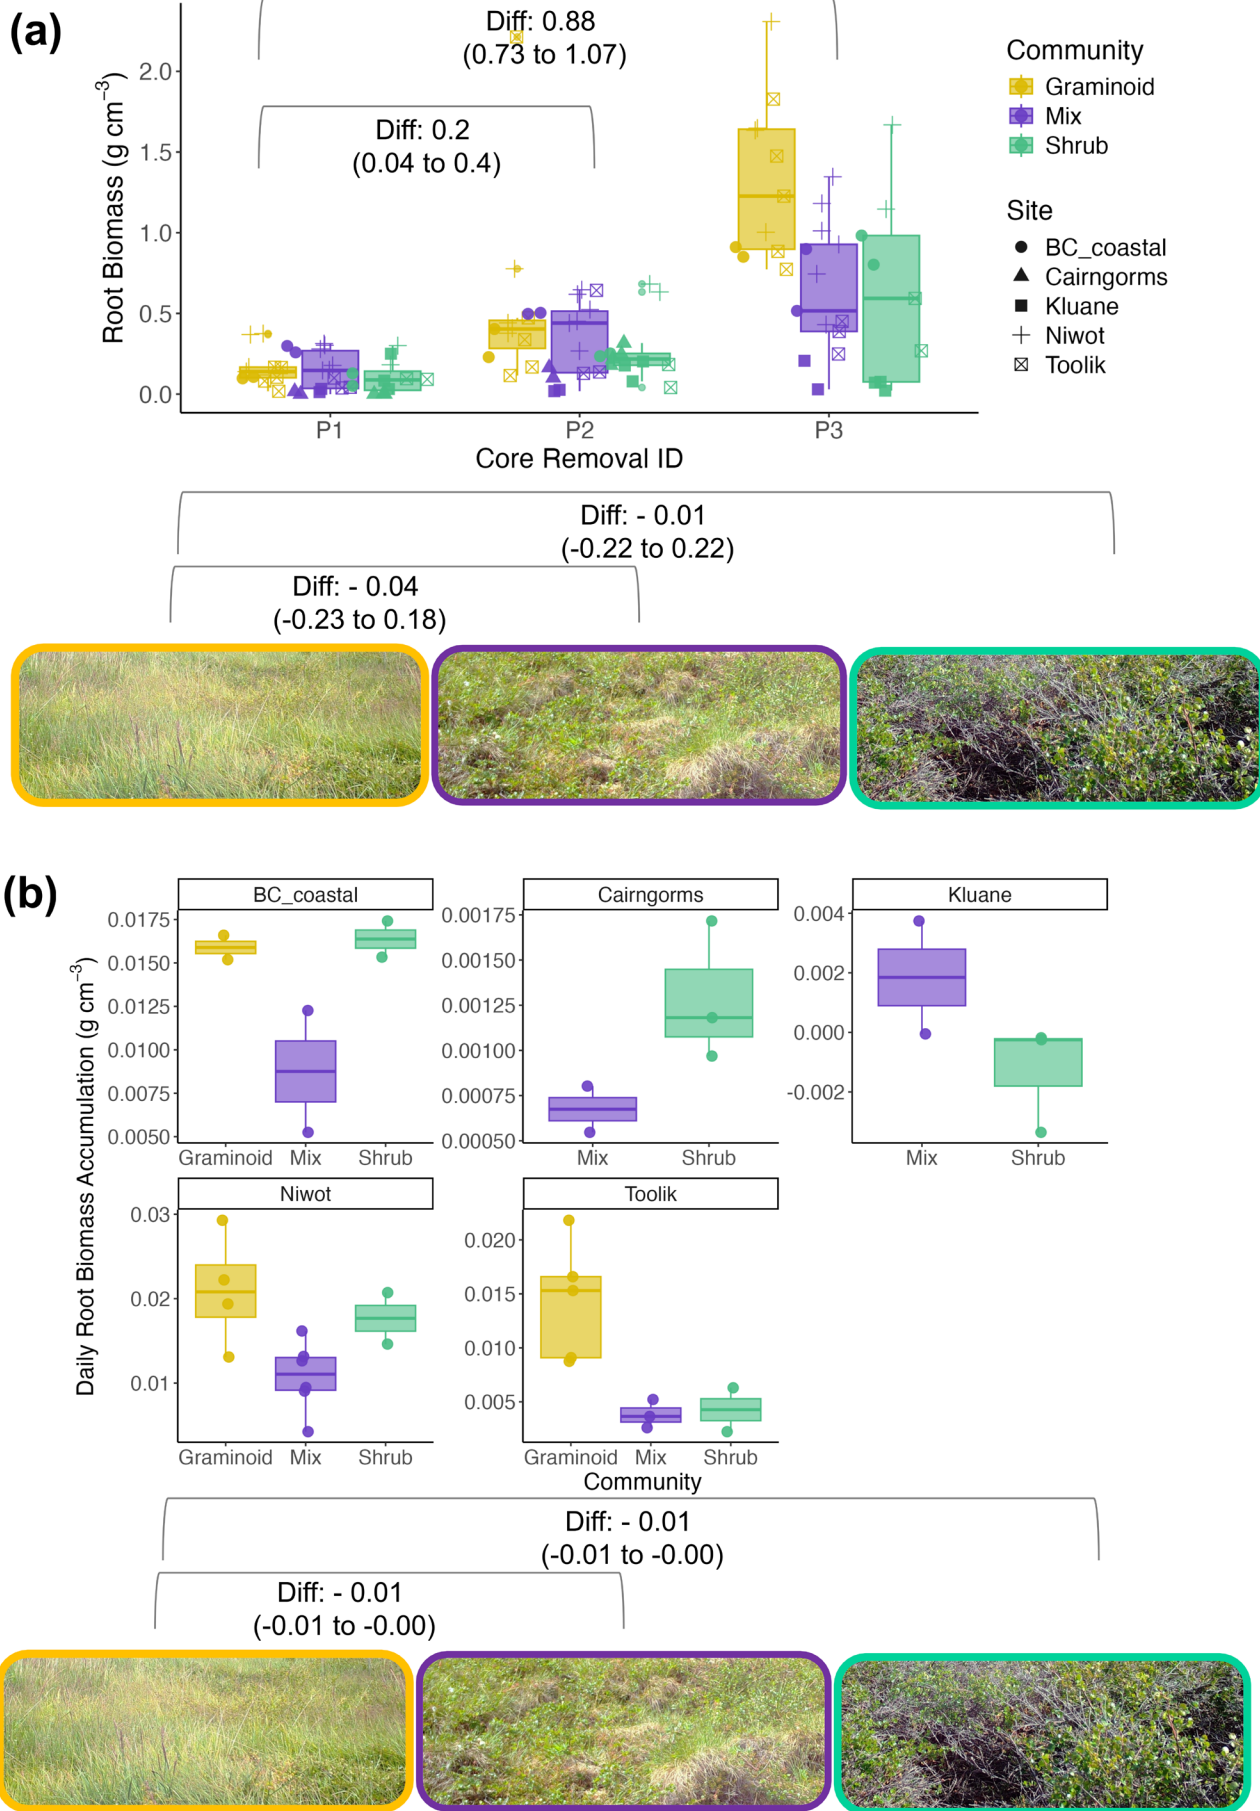 (a)
Diff: 0.88
(0.73 to 1.07)
Diff: 0.2
(0.04 to 0.4)
Root Biomass (g cm⁻³)
2.0
1.5
1.0
0.5
0.0
P1 P2 P3
Core Removal ID
Community
Graminoid
Mix
Shrub
Site
BC_coastal
Cairngorms
Kluane
Niwot
Toolik
Diff: - 0.01
(-0.22 to 0.22)
Diff: - 0.04
(-0.23 to 0.18)
(b)
Daily Root Biomass Accumulation (g cm⁻³)
BC_coastal
0.0175
0.0150
0.0125
0.0100
0.0075
0.0050
Graminoid Mix Shrub
Cairngorms
0.00175
0.00150
0.00125
0.00100
0.00075
0.00050
Mix Shrub
Kluane
0.004
0.002
0.000
-0.002
Mix Shrub
Niwot
0.03
0.02
0.01
Graminoid Mix Shrub
Toolik
0.020
0.015
0.010
0.005
Graminoid Mix Shrub
Community
Diff: - 0.01
(-0.01 to -0.00)
Diff: - 0.01
(-0.01 to -0.00)